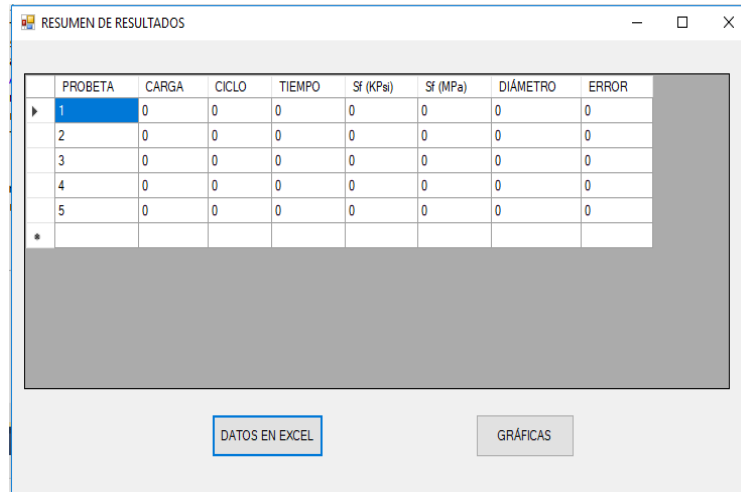 RESUMEN DE RESULTADOS
PROBETA CARGA CICLO TIEMPO Sf (KPsi) Sf (MPa) DIÁMETRO ERROR
1 0 0 0 0 0 0 0
2 0 0 0 0 0 0 0
3 0 0 0 0 0 0 0
4 0 0 0 0 0 0 0
5 0 0 0 0 0 0 0
DATOS EN EXCEL GRÁFICAS